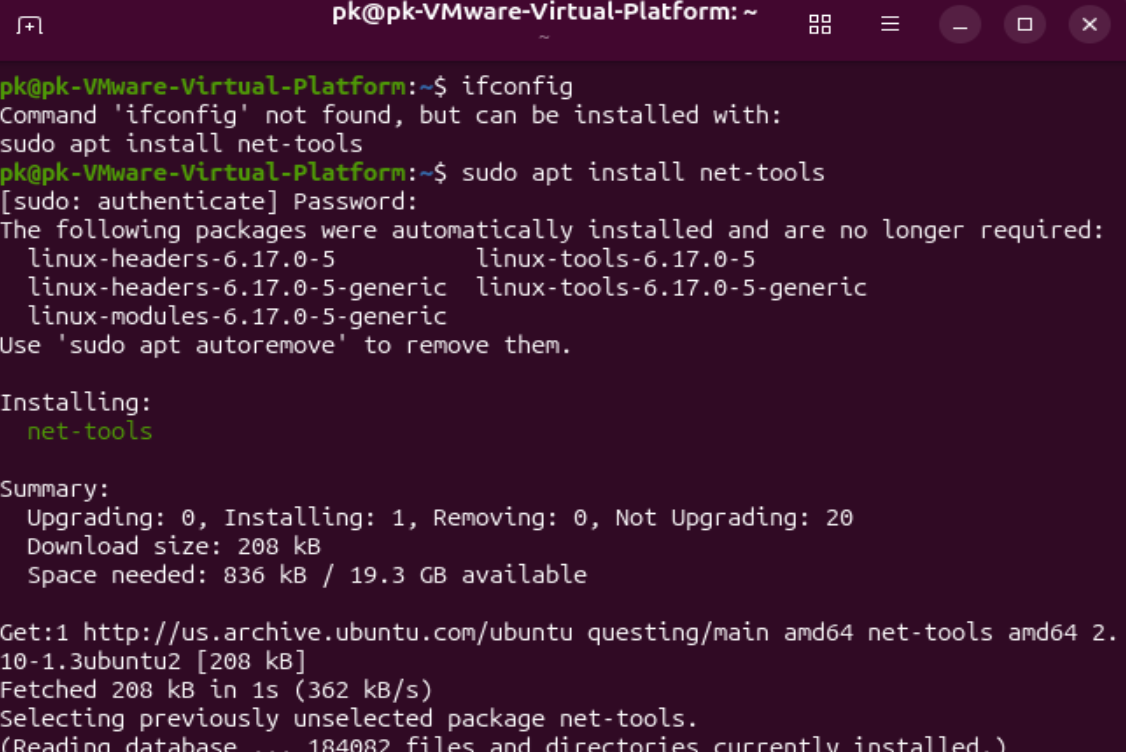 pk@pk-VMware-Virtual-Platform: ~
~
pk@pk-VMware-Virtual-Platform:~$ ifconfig
Command 'ifconfig' not found, but can be installed with:
sudo apt install net-tools
pk@pk-VMware-Virtual-Platform:~$ sudo apt install net-tools
[sudo: authenticate] Password:
The following packages were automatically installed and are no longer required:
  linux-headers-6.17.0-5          linux-tools-6.17.0-5
  linux-headers-6.17.0-5-generic  linux-tools-6.17.0-5-generic
  linux-modules-6.17.0-5-generic
Use 'sudo apt autoremove' to remove them.

Installing:
  net-tools

Summary:
  Upgrading: 0, Installing: 1, Removing: 0, Not Upgrading: 20
  Download size: 208 kB
  Space needed: 836 kB / 19.3 GB available

Get:1 http://us.archive.ubuntu.com/ubuntu questing/main amd64 net-tools amd64 2.
10-1.3ubuntu2 [208 kB]
Fetched 208 kB in 1s (362 kB/s)
Selecting previously unselected package net-tools.
(Reading database ... 184082 files and directories currently installed.)